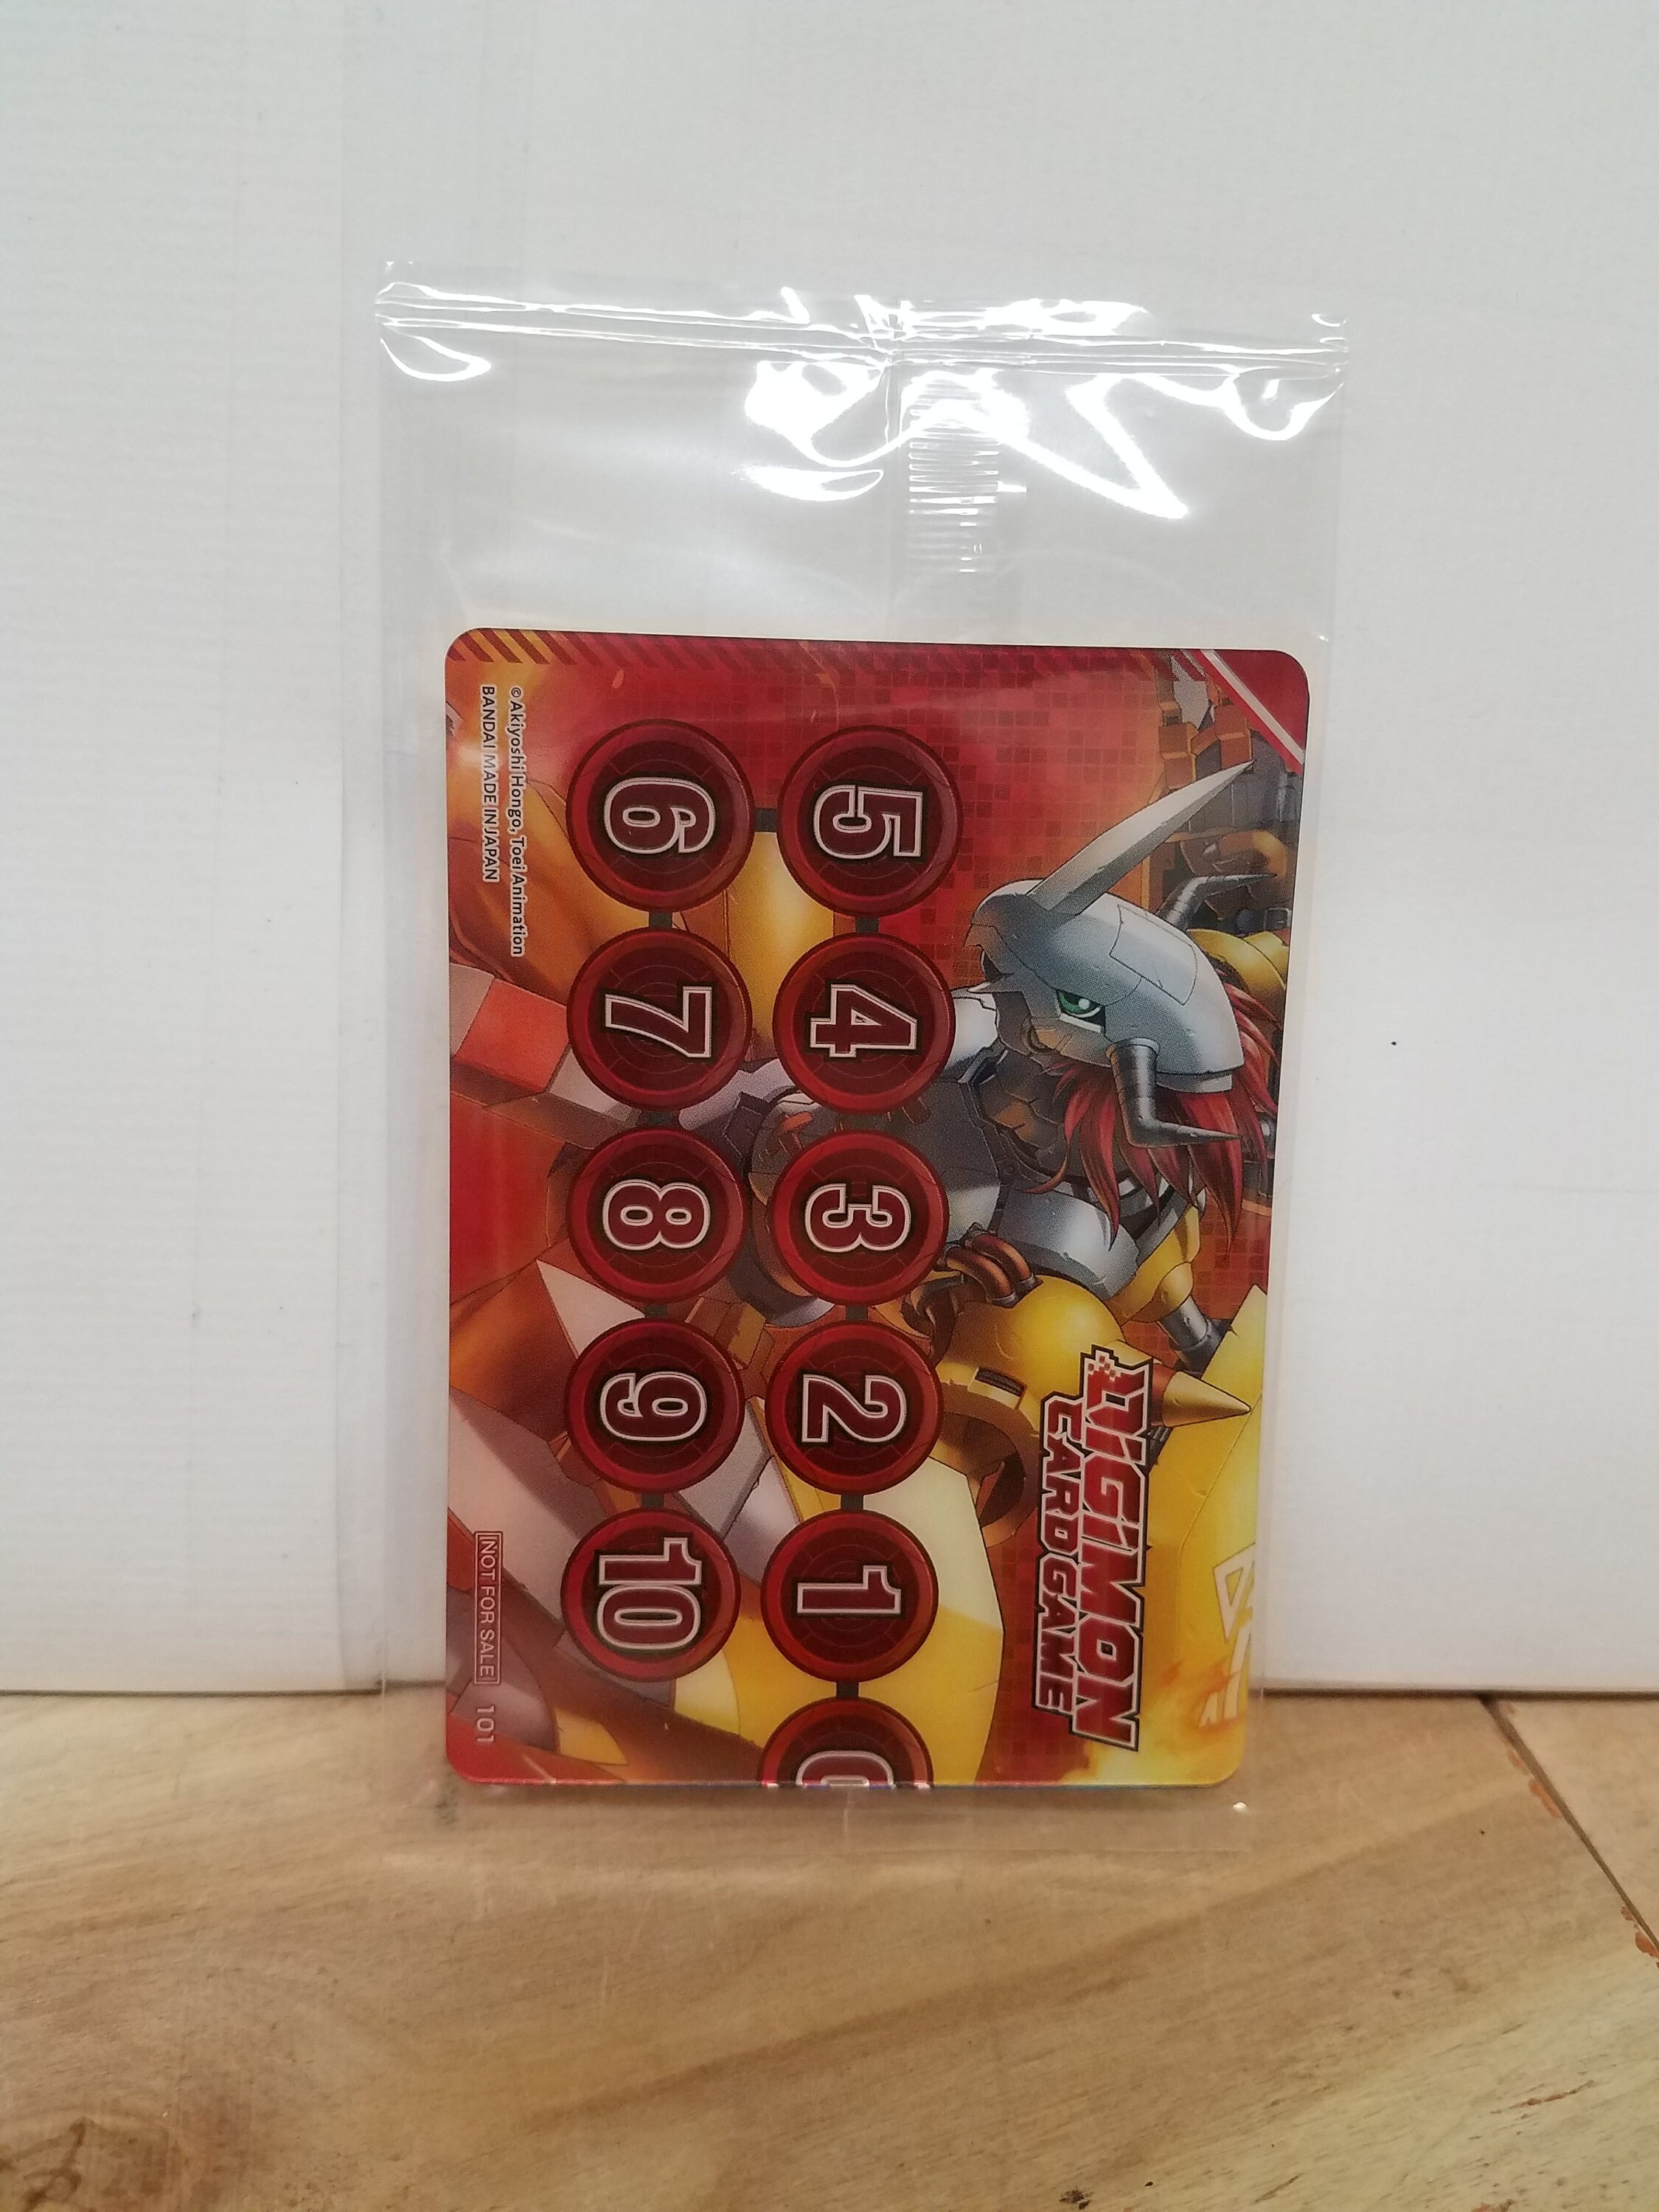 DIGIMON
CARD GAME
5 4 3 2 1 0
6 7 8 9 10
©Akiyoshi Hongo, Toei Animation
BANDAI MADE IN JAPAN
NOT FOR SALE 101